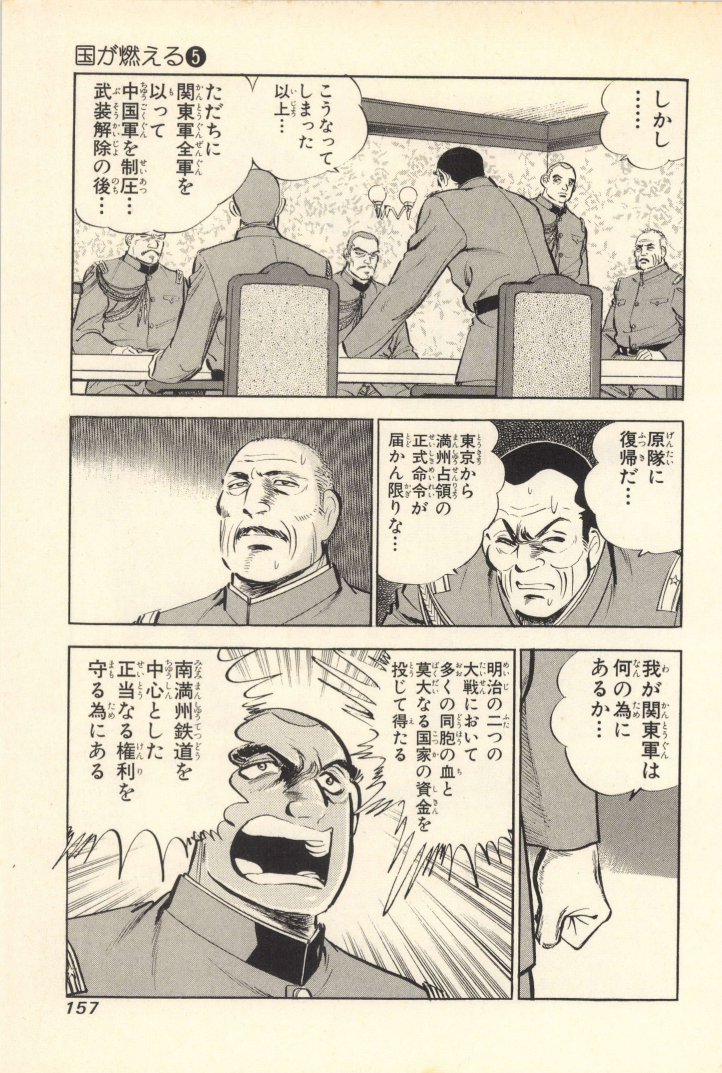 国が燃える❺
しかし
……
こうなって
しまった
以上…
ただちに
関東軍全軍を
以って
中国軍を制圧…
武装解除の後…
原隊に
復帰だ…
東京から
満州占領の
正式命令が
届かん限りな…
我が関東軍は
何の為に
あるか…
明治の二つの
大戦において
多くの同胞の血と
莫大なる国家の資金を
投じて得たる
南満州鉄道を
中心とした
正当なる権利を
守る為にある
157